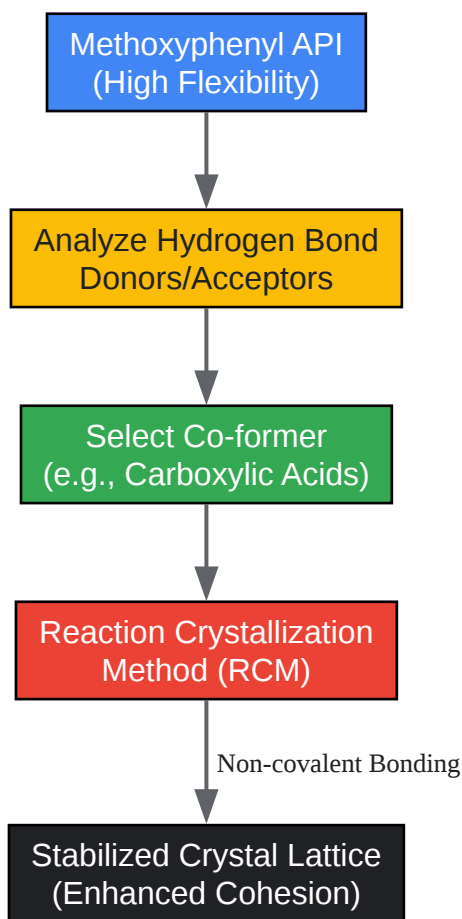 Methoxyphenyl API
(High Flexibility)
Analyze Hydrogen Bond
Donors/Acceptors
Select Co-former
(e.g., Carboxylic Acids)
Reaction Crystallization
Method (RCM)
Non-covalent Bonding
Stabilized Crystal Lattice
(Enhanced Cohesion)